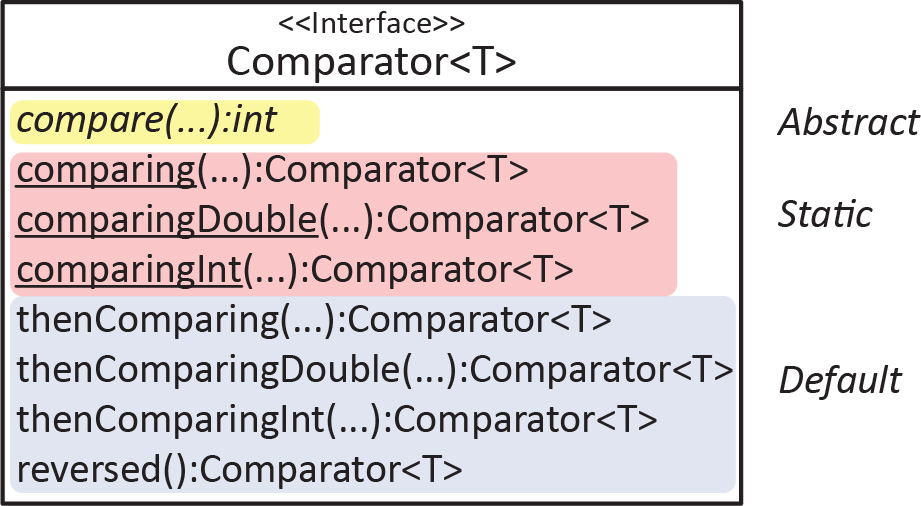 <<Interface>>
Comparator<T>
compare(...):int
Abstract
comparing(...):Comparator<T>
comparingDouble(...):Comparator<T>
Static
comparingInt(...):Comparator<T>
thenComparing(...):Comparator<T>
thenComparingDouble(...):Comparator<T>
Default
thenComparingInt(...):Comparator<T>
reversed():Comparator<T>